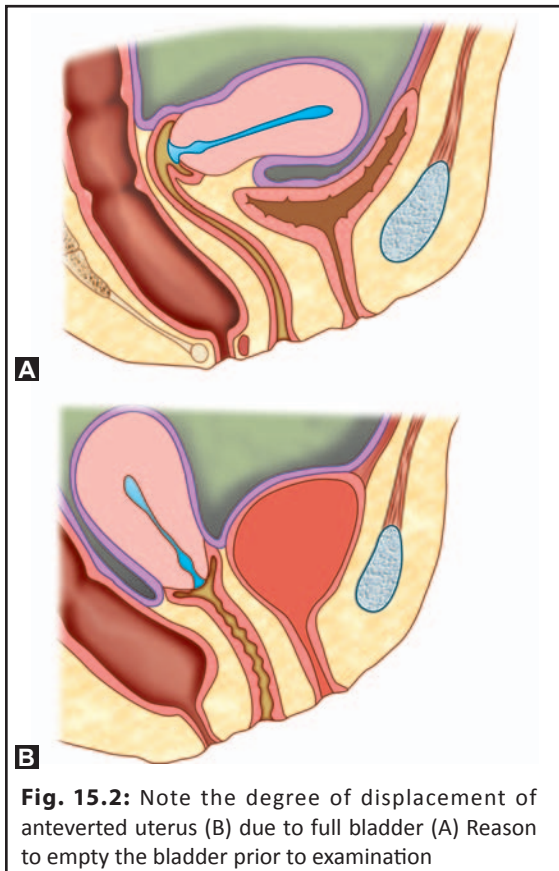 A
B
Fig. 15.2: Note the degree of displacement of
anteverted uterus (B) due to full bladder (A) Reason
to empty the bladder prior to examination